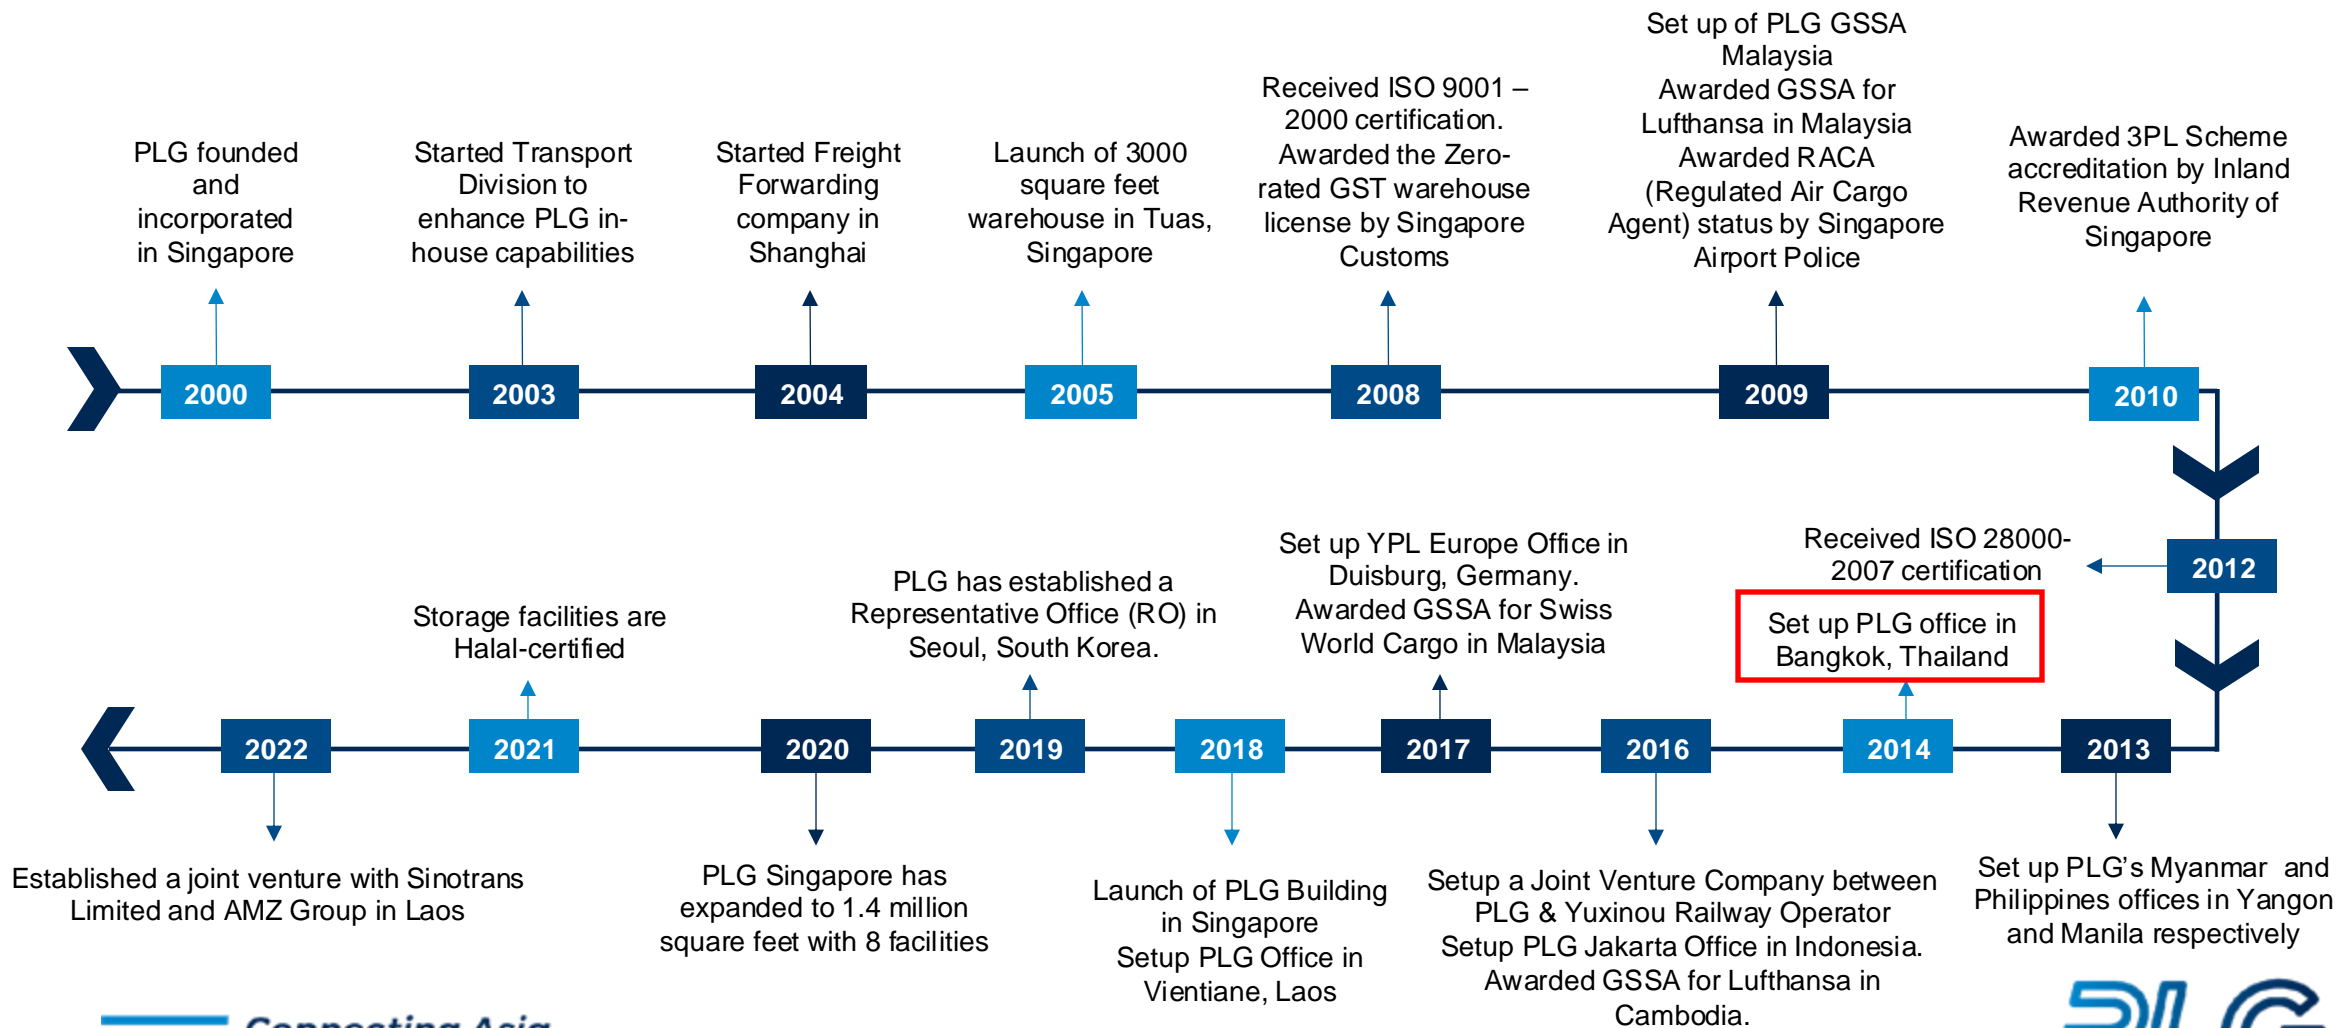 PLG founded
and
incorporated
in Singapore
2000
Started Transport
Division to
enhance PLG in-
house capabilities
2003
Started Freight
Forwarding
company in
Shanghai
2004
Launch of 3000
square feet
warehouse in Tuas,
Singapore
2005
Received ISO 9001 –
2000 certification.
Awarded the Zero-
rated GST warehouse
license by Singapore
Customs
2008
Set up of PLG GSSA
Malaysia
Awarded GSSA for
Lufthansa in Malaysia
Awarded RACA
(Regulated Air Cargo
Agent) status by Singapore
Airport Police
2009
Awarded 3PL Scheme
accreditation by Inland
Revenue Authority of
Singapore
2010
Received ISO 28000-
2007 certification
2012
2013
Set up PLG’s Myanmar and
Philippines offices in Yangon
and Manila respectively
Set up PLG office in
Bangkok, Thailand
2014
2016
Setup a Joint Venture Company between
PLG & Yuxinou Railway Operator
Setup PLG Jakarta Office in Indonesia.
Awarded GSSA for Lufthansa in
Cambodia.
Set up YPL Europe Office in
Duisburg, Germany.
Awarded GSSA for Swiss
World Cargo in Malaysia
2017
2018
Launch of PLG Building
in Singapore
Setup PLG Office in
Vientiane, Laos
PLG has established a
Representative Office (RO) in
Seoul, South Korea.
2019
2020
PLG Singapore has
expanded to 1.4 million
square feet with 8 facilities
Storage facilities are
Halal-certified
2021
2022
Established a joint venture with Sinotrans
Limited and AMZ Group in Laos
Connecting Asia
PLG